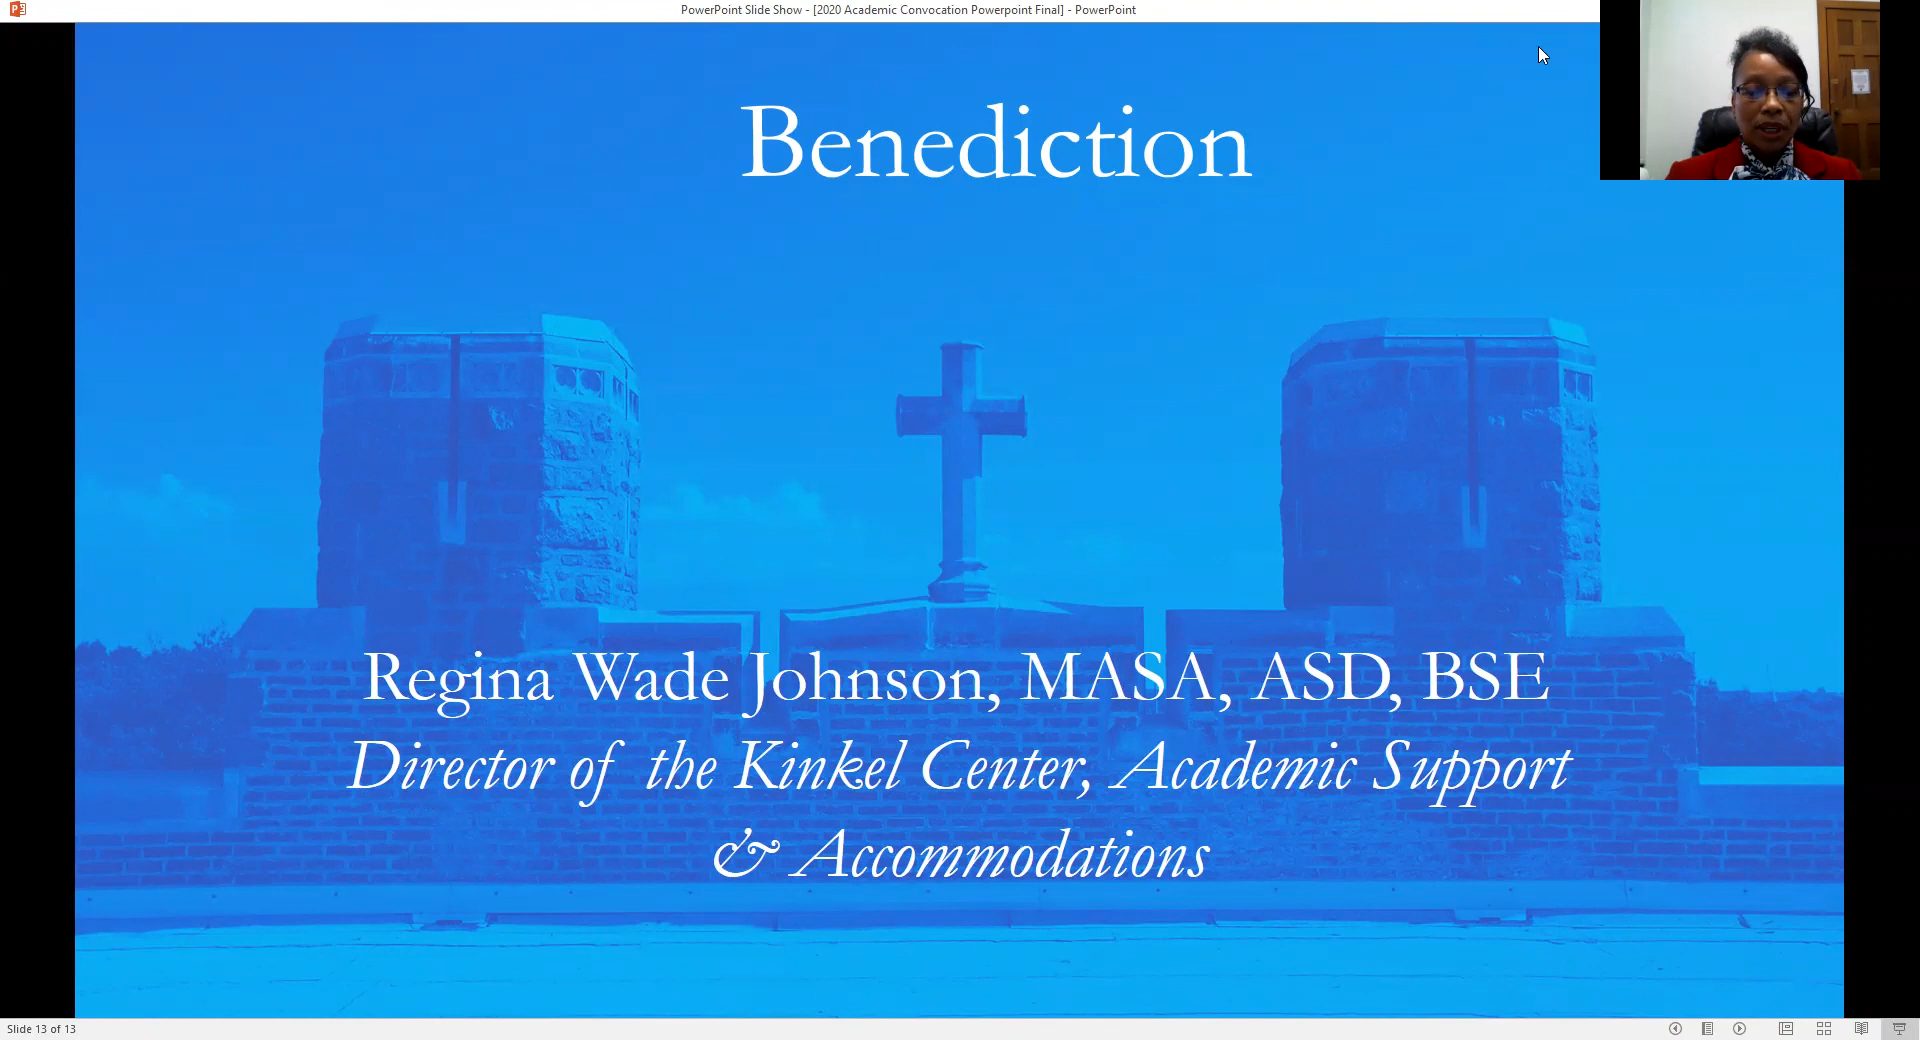 PowerPoint Slide Show - [2020 Academic Convocation Powerpoint Final] - PowerPoint
Benediction
Regina Wade Johnson, MASA, ASD, BSE
Director of the Kinkel Center, Academic Support
& Accommodations
Slide 13 of 13